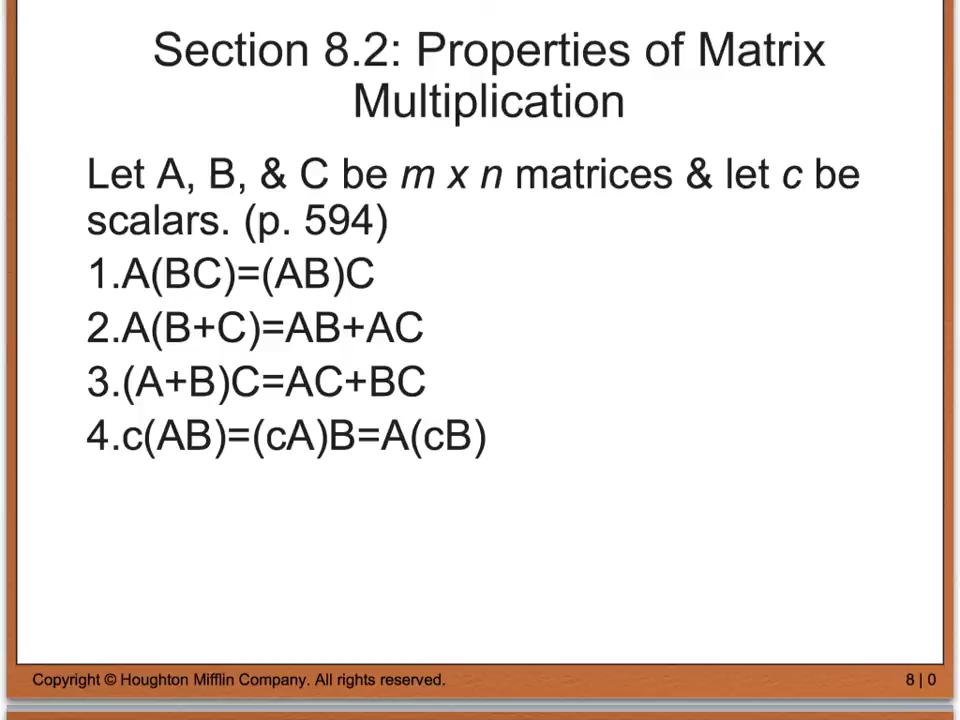 Section 8.2: Properties of Matrix
Multiplication
Let A, B, & C be m x n matrices & let c be
scalars. (p. 594)
1.A(BC)=(AB)C
2.A(B+C)=AB+AC
3.(A+B)C=AC+BC
4.c(AB)=(cA)B=A(cB)
Copyright © Houghton Mifflin Company. All rights reserved.
8 | 0